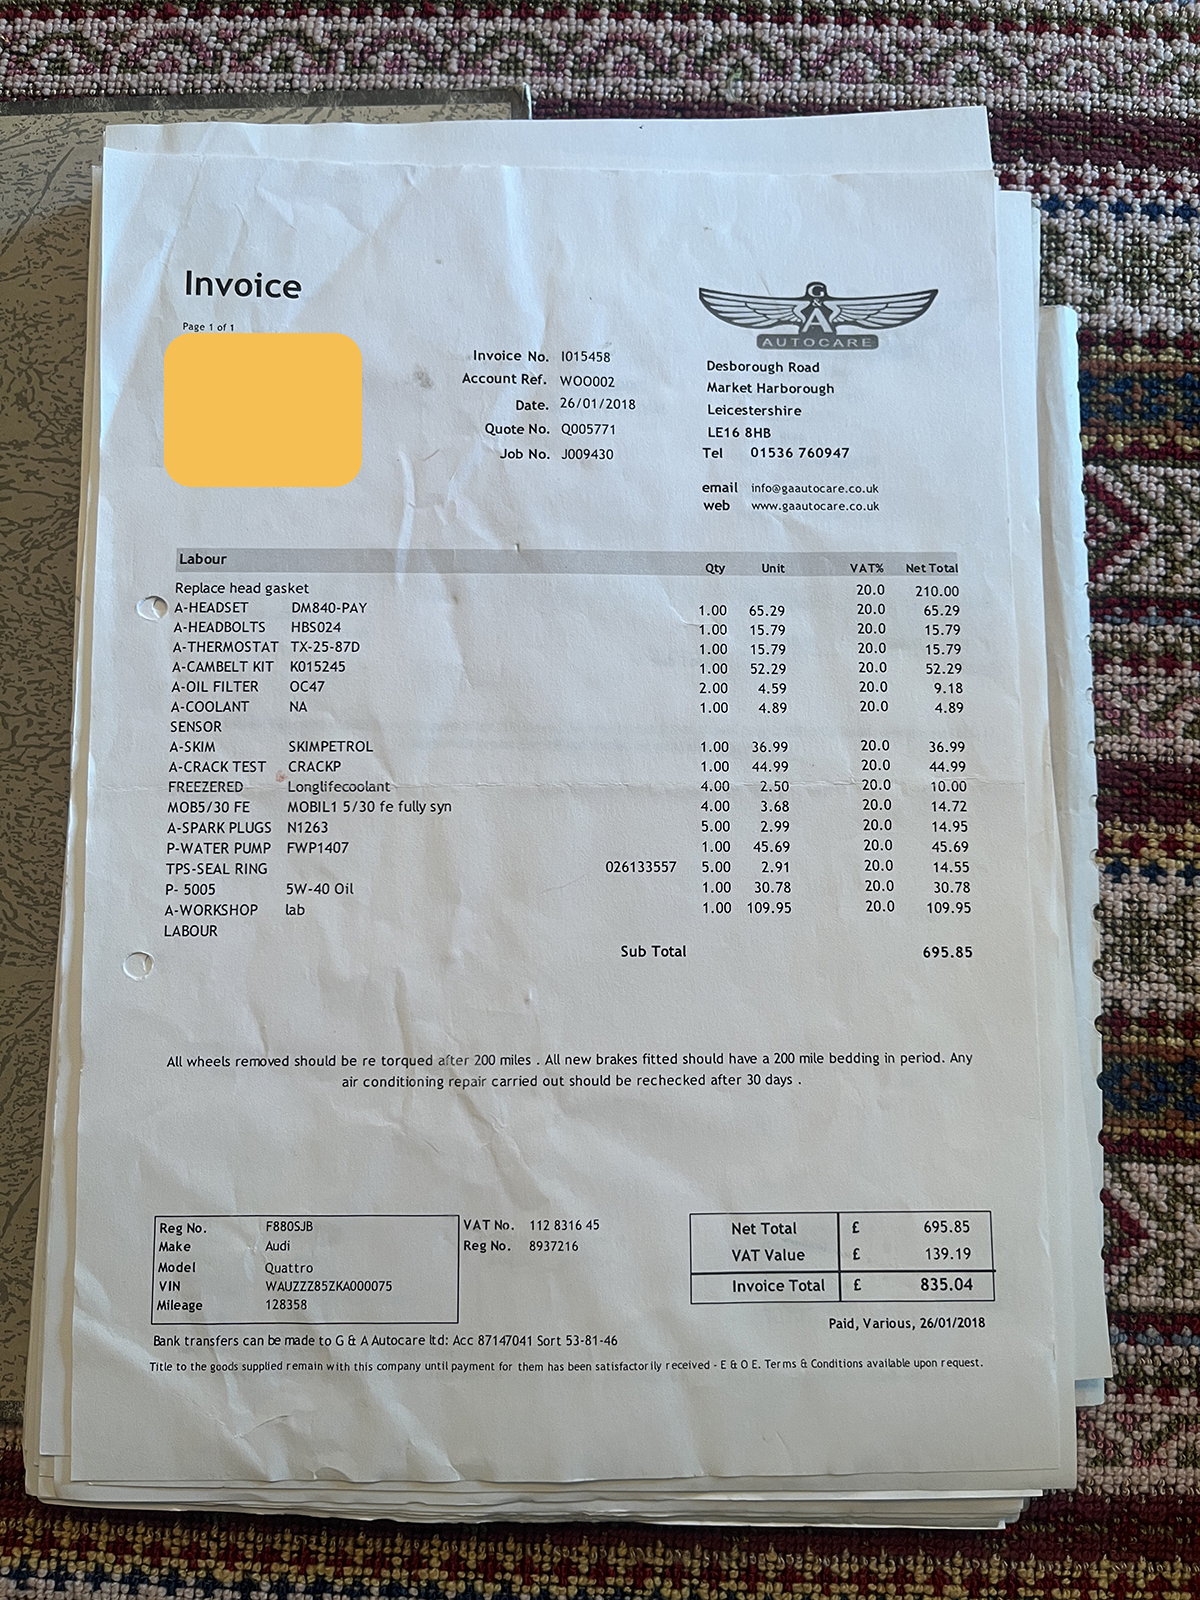 Invoice
Page 1 of 1
G
&
A
AUTOCARE
Invoice No. I015458
Account Ref. WOO002
Date. 26/01/2018
Quote No. Q005771
Job No. J009430
Desborough Road
Market Harborough
Leicestershire
LE16 8HB
Tel 01536 760947
email info@gaautocare.co.uk
web www.gaautocare.co.uk
Labour Qty Unit VAT% Net Total
Replace head gasket 20.0 210.00
A-HEADSET DM840-PAY 1.00 65.29 20.0 65.29
A-HEADBOLTS HBS024 1.00 15.79 20.0 15.79
A-THERMOSTAT TX-25-87D 1.00 15.79 20.0 15.79
A-CAMBELT KIT K015245 1.00 52.29 20.0 52.29
A-OIL FILTER OC47 2.00 4.59 20.0 9.18
A-COOLANT NA 1.00 4.89 20.0 4.89
SENSOR
A-SKIM SKIMPETROL 1.00 36.99 20.0 36.99
A-CRACK TEST CRACKP 1.00 44.99 20.0 44.99
FREEZERED Longlifecoolant 4.00 2.50 20.0 10.00
MOB5/30 FE MOBIL1 5/30 fe fully syn 4.00 3.68 20.0 14.72
A-SPARK PLUGS N1263 5.00 2.99 20.0 14.95
P-WATER PUMP FWP1407 1.00 45.69 20.0 45.69
TPS-SEAL RING 026133557 5.00 2.91 20.0 14.55
P- 5005 5W-40 Oil 1.00 30.78 20.0 30.78
A-WORKSHOP lab 1.00 109.95 20.0 109.95
LABOUR
Sub Total 695.85
All wheels removed should be re torqued after 200 miles . All new brakes fitted should have a 200 mile bedding in period. Any
air conditioning repair carried out should be rechecked after 30 days .
Reg No. F880SJB
Make Audi
Model Quattro
VIN WAUZZZ85ZKA000075
Mileage 128358
VAT No. 112 8316 45
Reg No. 8937216
Net Total £ 695.85
VAT Value £ 139.19
Invoice Total £ 835.04
Paid, Various, 26/01/2018
Bank transfers can be made to G & A Autocare ltd: Acc 87147041 Sort 53-81-46
Title to the goods supplied remain with this company until payment for them has been satisfactorily received - E & O E. Terms & Conditions available upon request.